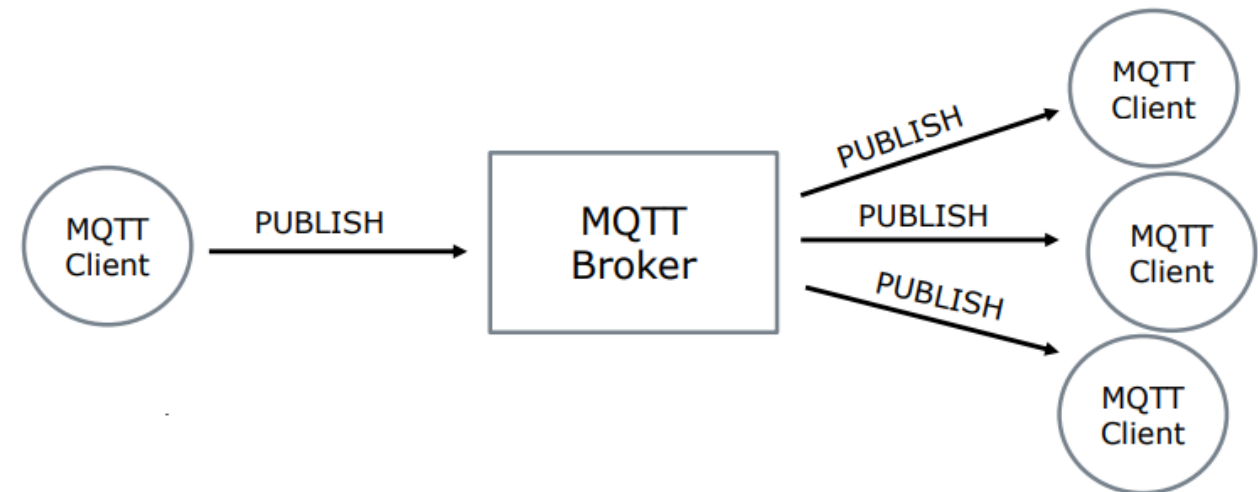 MQTT
Client
PUBLISH
MQTT
Broker
PUBLISH
PUBLISH
PUBLISH
MQTT
Client
MQTT
Client
MQTT
Client